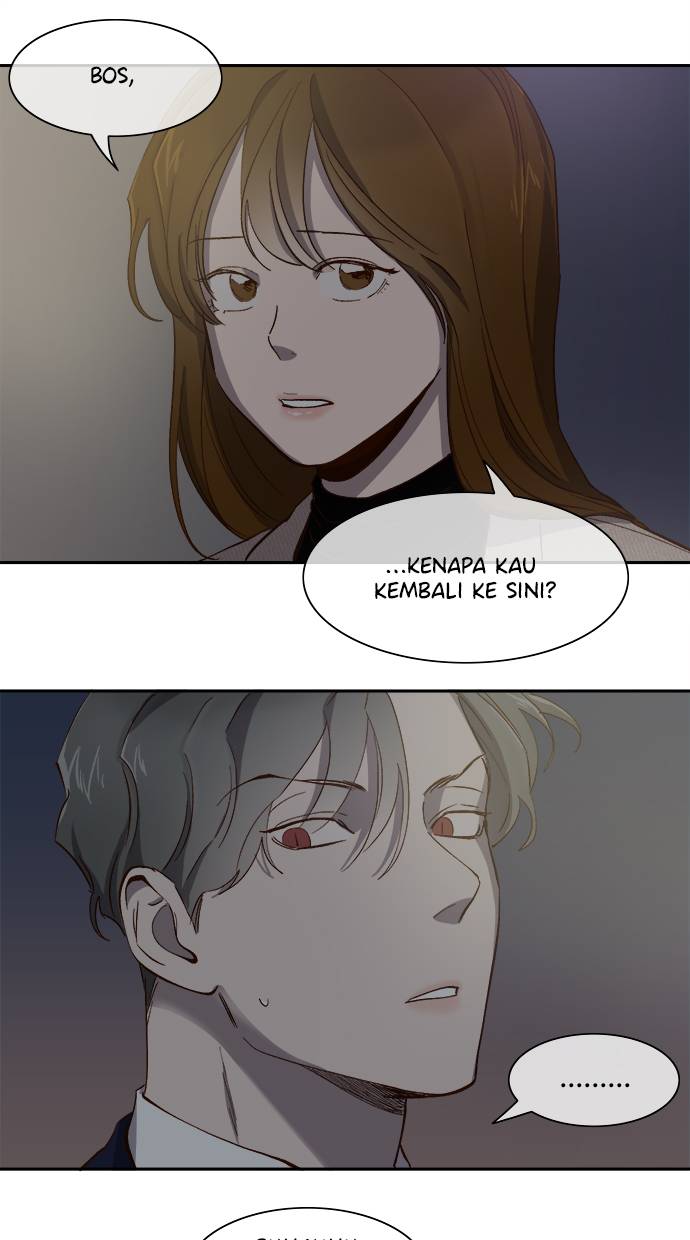 BOS,
...KENAPA KAU
KEMBALI KE SINI?
.........